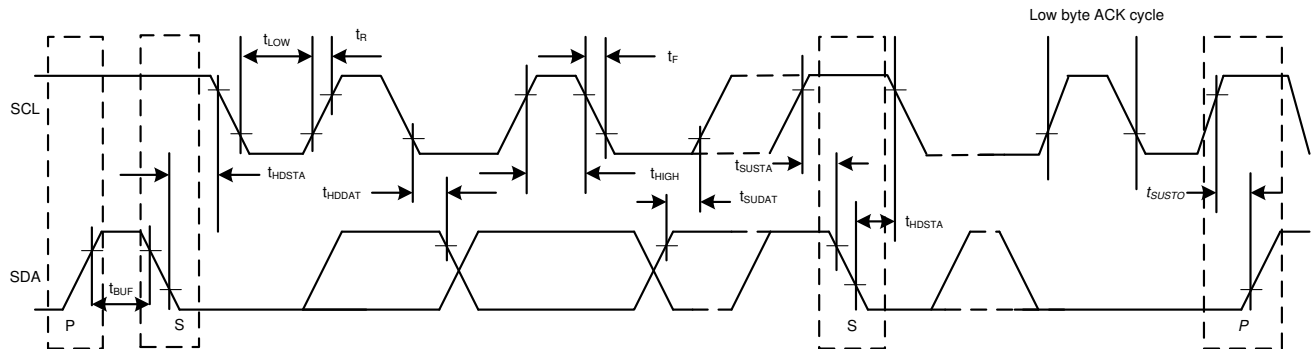 Low byte ACK cycle
tLOW
tR
tF
SCL
tHDSTA
tHDDAT
tHIGH
tSUDAT
tSUSTA
tSUSTO
tHDSTA
SDA
tBUF
P
S
S
P